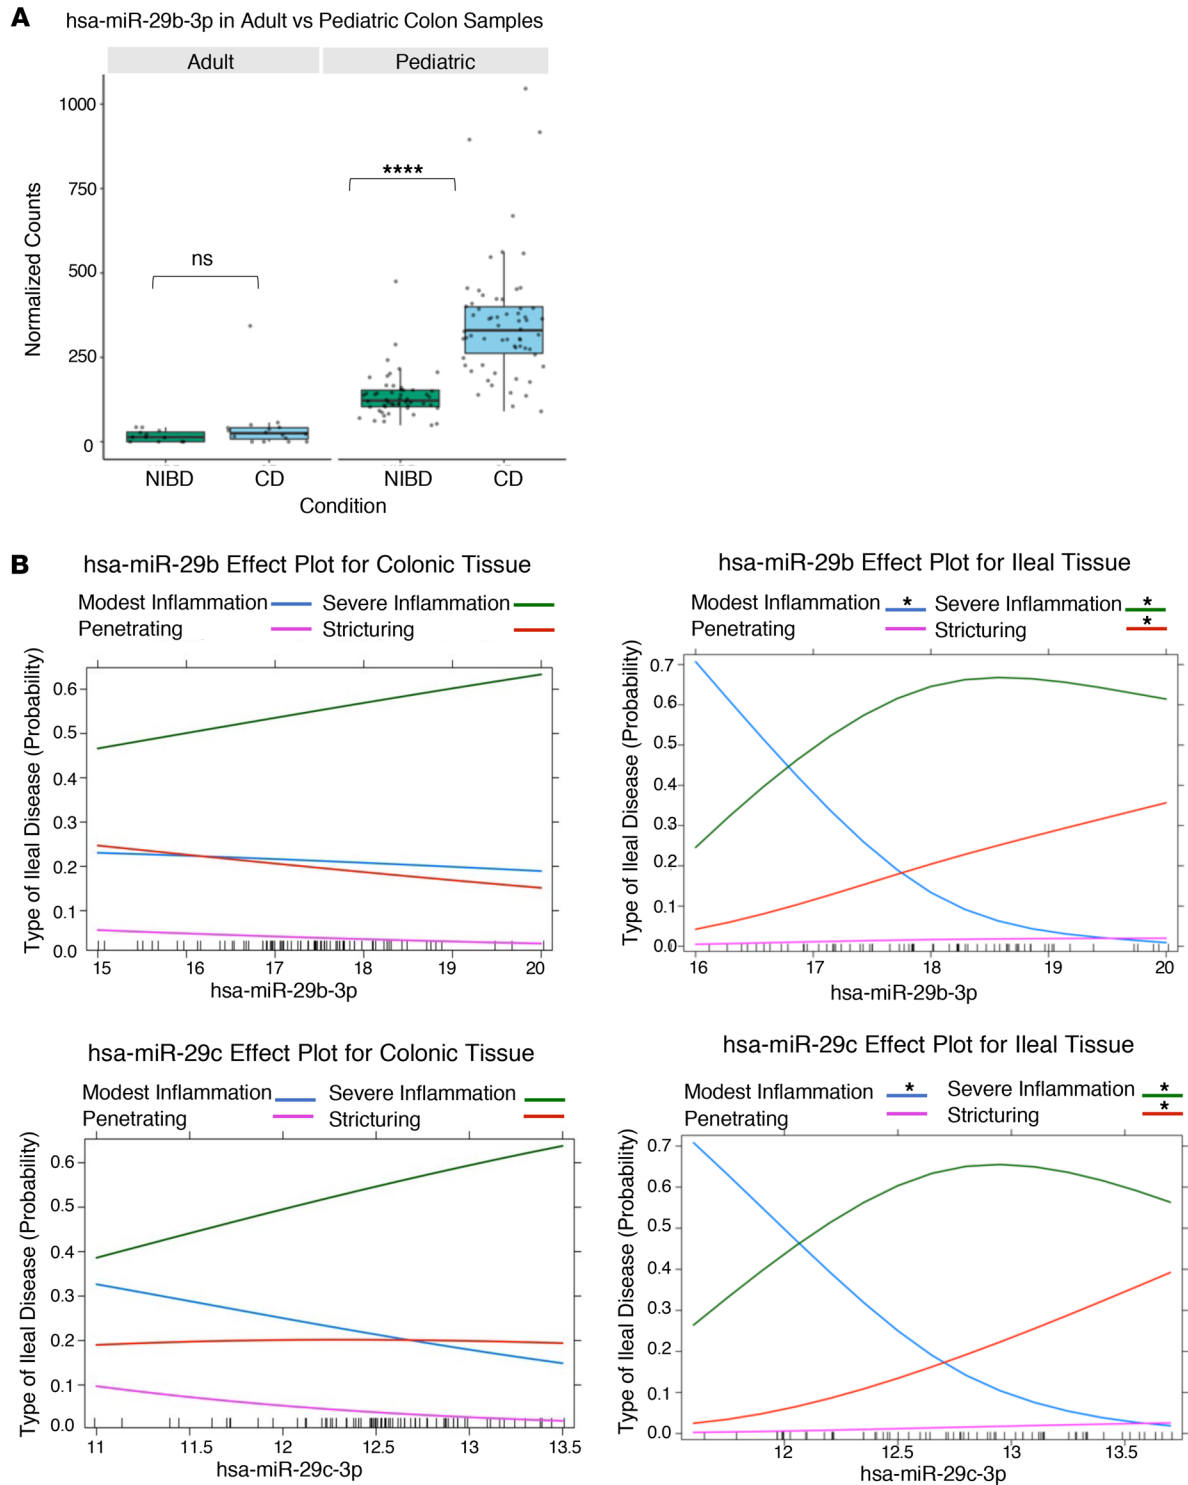 A
hsa-miR-29b-3p in Adult vs Pediatric Colon Samples
Adult
Pediatric
Normalized Counts
1000
750
500
250
0
ns
****
NIBD CD NIBD CD
Condition
B
hsa-miR-29b Effect Plot for Colonic Tissue
Modest Inflammation Severe Inflammation
Penetrating Stricturing
Type of Ileal Disease (Probability)
0.6
0.5
0.4
0.3
0.2
0.1
0.0
15 16 17 18 19 20
hsa-miR-29b-3p
hsa-miR-29b Effect Plot for Ileal Tissue
Modest Inflammation * Severe Inflammation *
Penetrating Stricturing *
Type of Ileal Disease (Probability)
0.7
0.6
0.5
0.4
0.3
0.2
0.1
0.0
16 17 18 19 20
hsa-miR-29b-3p
hsa-miR-29c Effect Plot for Colonic Tissue
Modest Inflammation Severe Inflammation
Penetrating Stricturing
Type of Ileal Disease (Probability)
0.6
0.5
0.4
0.3
0.2
0.1
0.0
11 11.5 12 12.5 13 13.5
hsa-miR-29c-3p
hsa-miR-29c Effect Plot for Ileal Tissue
Modest Inflammation * Severe Inflammation *
Penetrating Stricturing *
Type of Ileal Disease (Probability)
0.7
0.6
0.5
0.4
0.3
0.2
0.1
0.0
12 12.5 13 13.5
hsa-miR-29c-3p